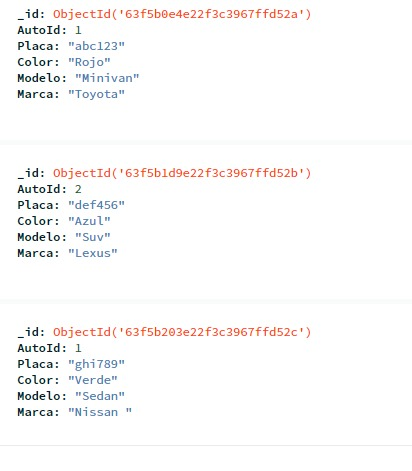 _id: ObjectId('63f5b0e4e22f3c3967ffd52a')
AutoId: 1
Placa: "abc123"
Color: "Rojo"
Modelo: "Minivan"
Marca: "Toyota"
_id: ObjectId('63f5b1d9e22f3c3967ffd52b')
AutoId: 2
Placa: "def456"
Color: "Azul"
Modelo: "Suv"
Marca: "Lexus"
_id: ObjectId('63f5b203e22f3c3967ffd52c')
AutoId: 1
Placa: "ghi789"
Color: "Verde"
Modelo: "Sedan"
Marca: "Nissan "